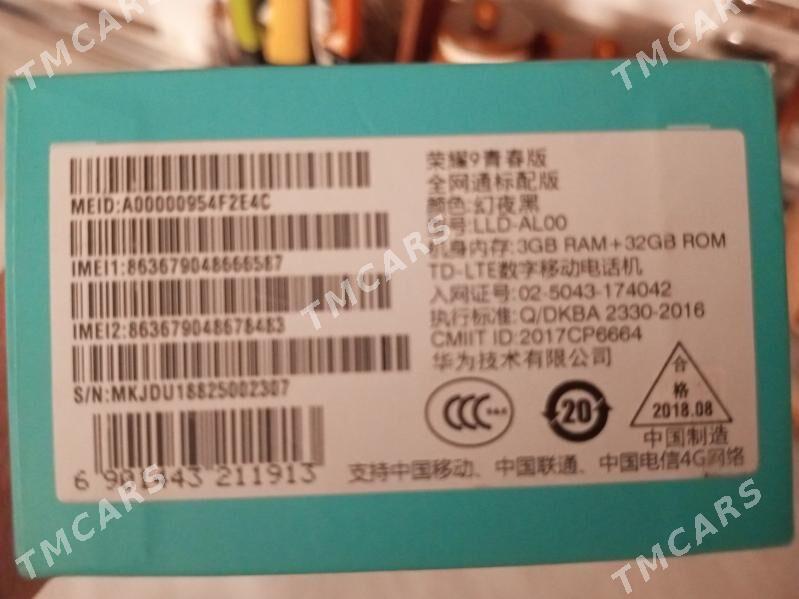 MEID:A00000954F2E4C
IMEI1:863679048666587
IMEI2:863679048678483
S/N:MKJDU18825002307
211913
荣耀9青春版
全网通标配版
颜色:幻夜黑
号:LLD-AL00
机身内存:3GB RAM+32GB ROM
TD-LTE数字移动电话机
入网证号:02-5043-174042
执行标准:Q/DKBA 2330-2016
CMIIT ID:2017CP6664
华为技术有限公司
CCC
20
合格
2018.08
中国制造
支持中国移动、中国联通、中国电信4G网络
TMCARS
TMCARS
TMCARS
TMCARS
TMCARS